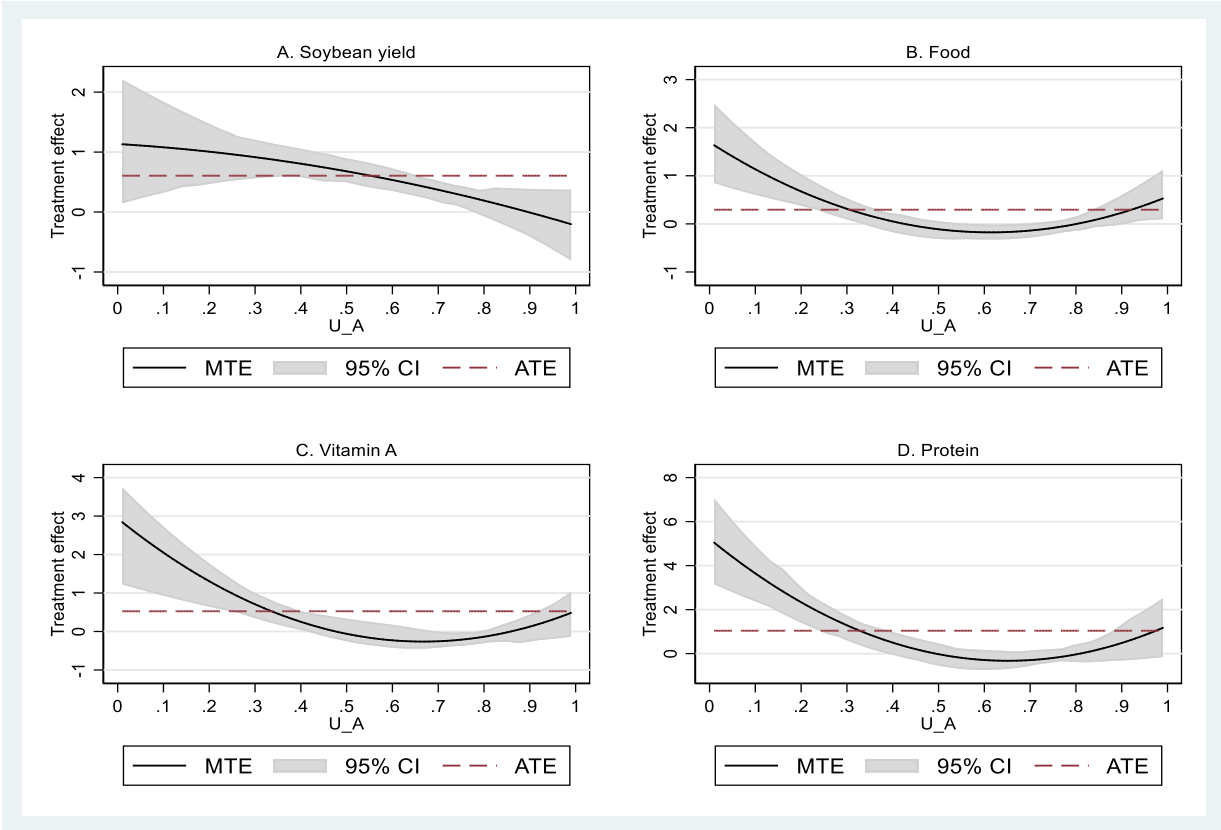 A. Soybean yield
Treatment effect
2
1
0
-1
0 .1 .2 .3 .4 .5 .6 .7 .8 .9 1
U_A
MTE 95% CI ATE
B. Food
Treatment effect
3
2
1
0
-1
0 .1 .2 .3 .4 .5 .6 .7 .8 .9 1
U_A
MTE 95% CI ATE
C. Vitamin A
Treatment effect
4
3
2
1
0
-1
0 .1 .2 .3 .4 .5 .6 .7 .8 .9 1
U_A
MTE 95% CI ATE
D. Protein
Treatment effect
8
6
4
2
0
0 .1 .2 .3 .4 .5 .6 .7 .8 .9 1
U_A
MTE 95% CI ATE